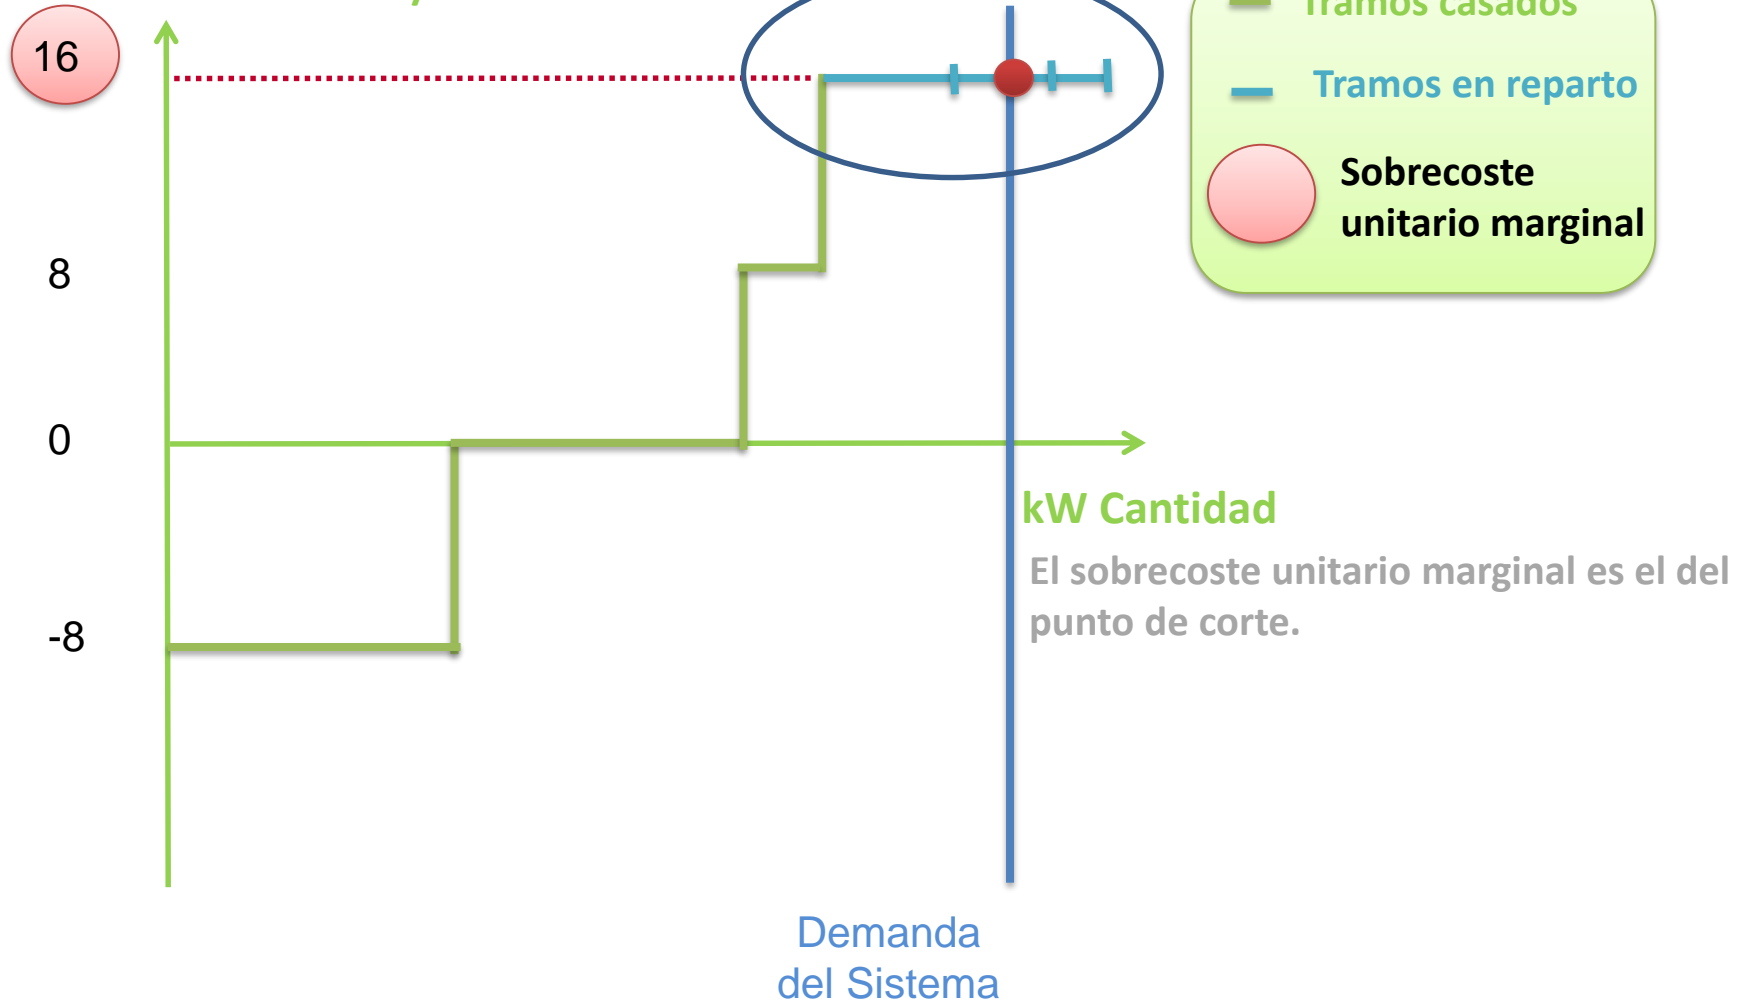 Tramos casados
16
Tramos en reparto
Sobrecoste
unitario marginal
8
0
kW Cantidad
El sobrecoste unitario marginal es el del
punto de corte.
-8
Demanda
del Sistema